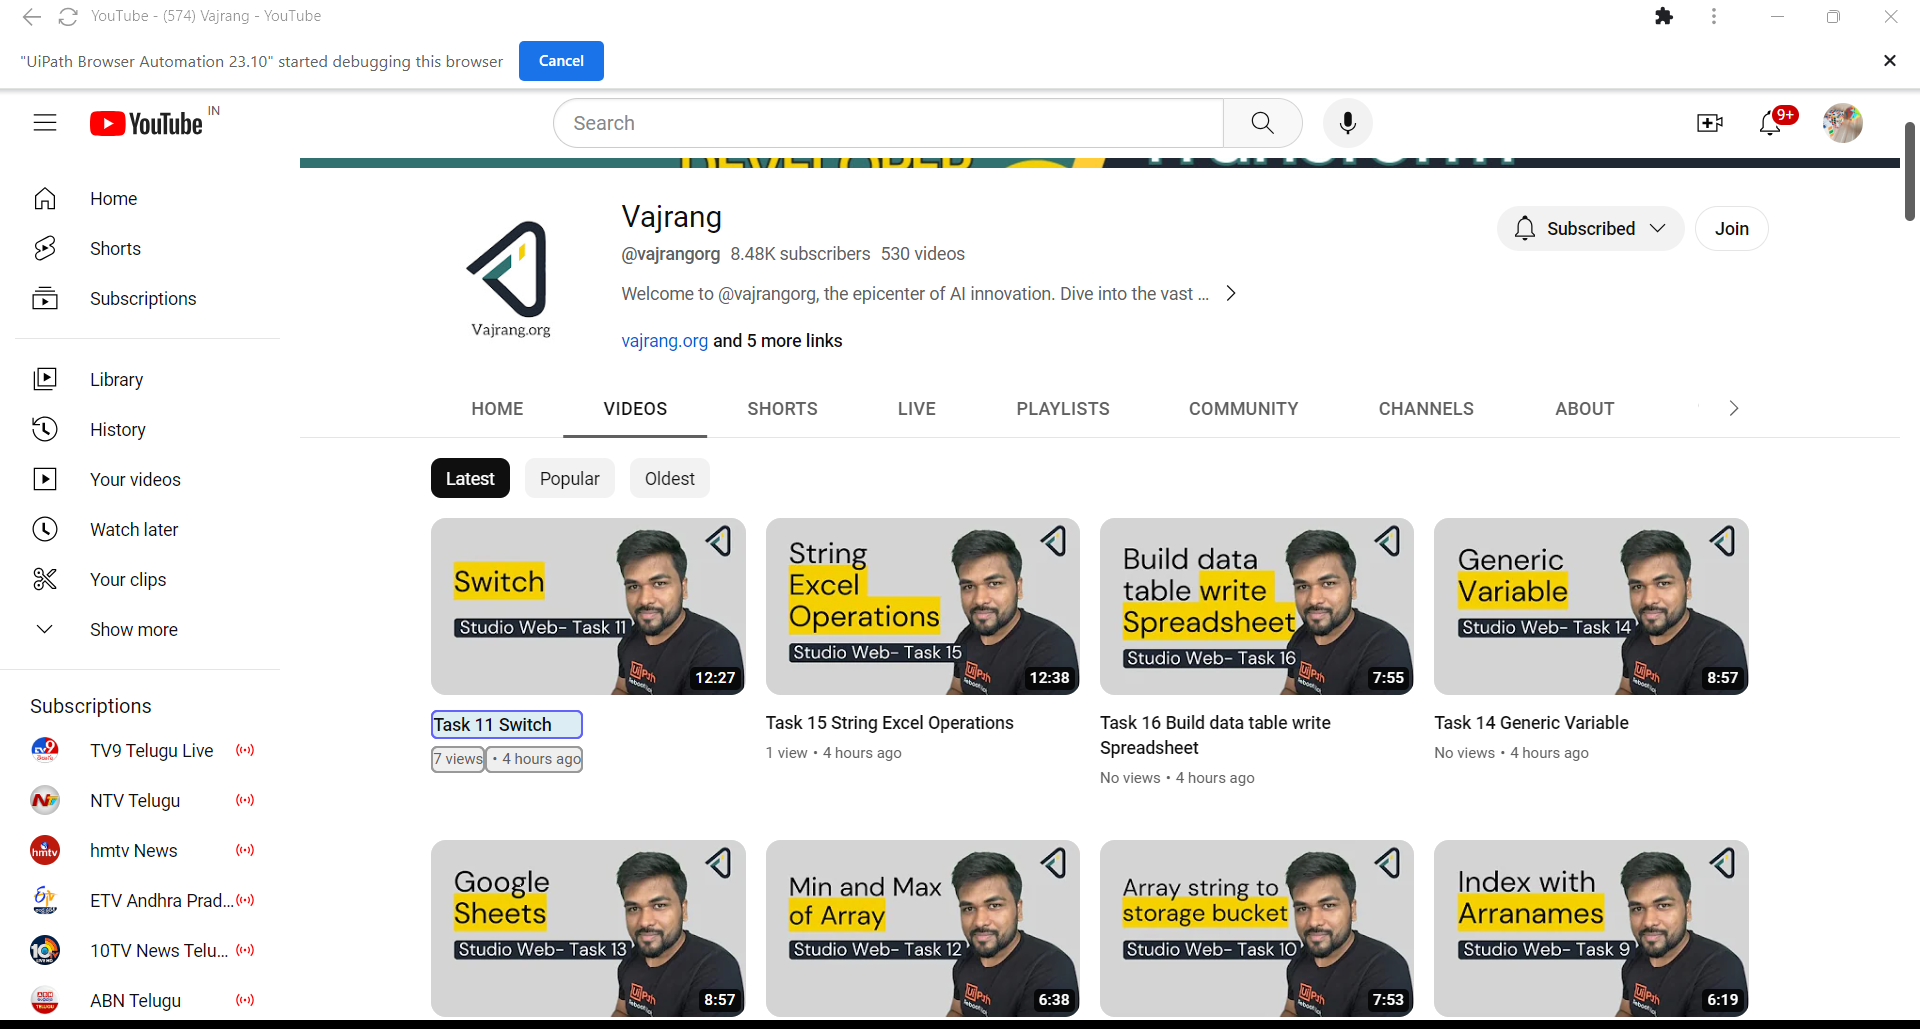 YouTube - (574) Vajrang - YouTube
"UiPath Browser Automation 23.10" started debugging this browser
Cancel
YouTube IN
Search
9+
DEVELOPER
Home
Shorts
Subscriptions
Library
History
Your videos
Watch later
Your clips
Show more
Subscriptions
TV9 Telugu Live
NTV Telugu
hmtv News
ETV Andhra Prad...
10TV News Telu...
ABN Telugu
Vajrang.org
Vajrang
@vajrangorg 8.48K subscribers 530 videos
Welcome to @vajrangorg, the epicenter of AI innovation. Dive into the vast ...
vajrang.org and 5 more links
Subscribed
Join
HOME VIDEOS SHORTS LIVE PLAYLISTS COMMUNITY CHANNELS ABOUT
Latest Popular Oldest
Switch
Studio Web- Task 11
12:27
Task 11 Switch
7 views • 4 hours ago
String
Excel
Operations
Studio Web- Task 15
12:38
Task 15 String Excel Operations
1 view • 4 hours ago
Build data
table write
Spreadsheet
Studio Web- Task 16
7:55
Task 16 Build data table write
Spreadsheet
No views • 4 hours ago
Generic
Variable
Studio Web- Task 14
8:57
Task 14 Generic Variable
No views • 4 hours ago
Google
Sheets
Studio Web- Task 13
8:57
Min and Max
of Array
Studio Web- Task 12
6:38
Array string to
storage bucket
Studio Web- Task 10
7:53
Index with
Arranames
Studio Web- Task 9
6:19